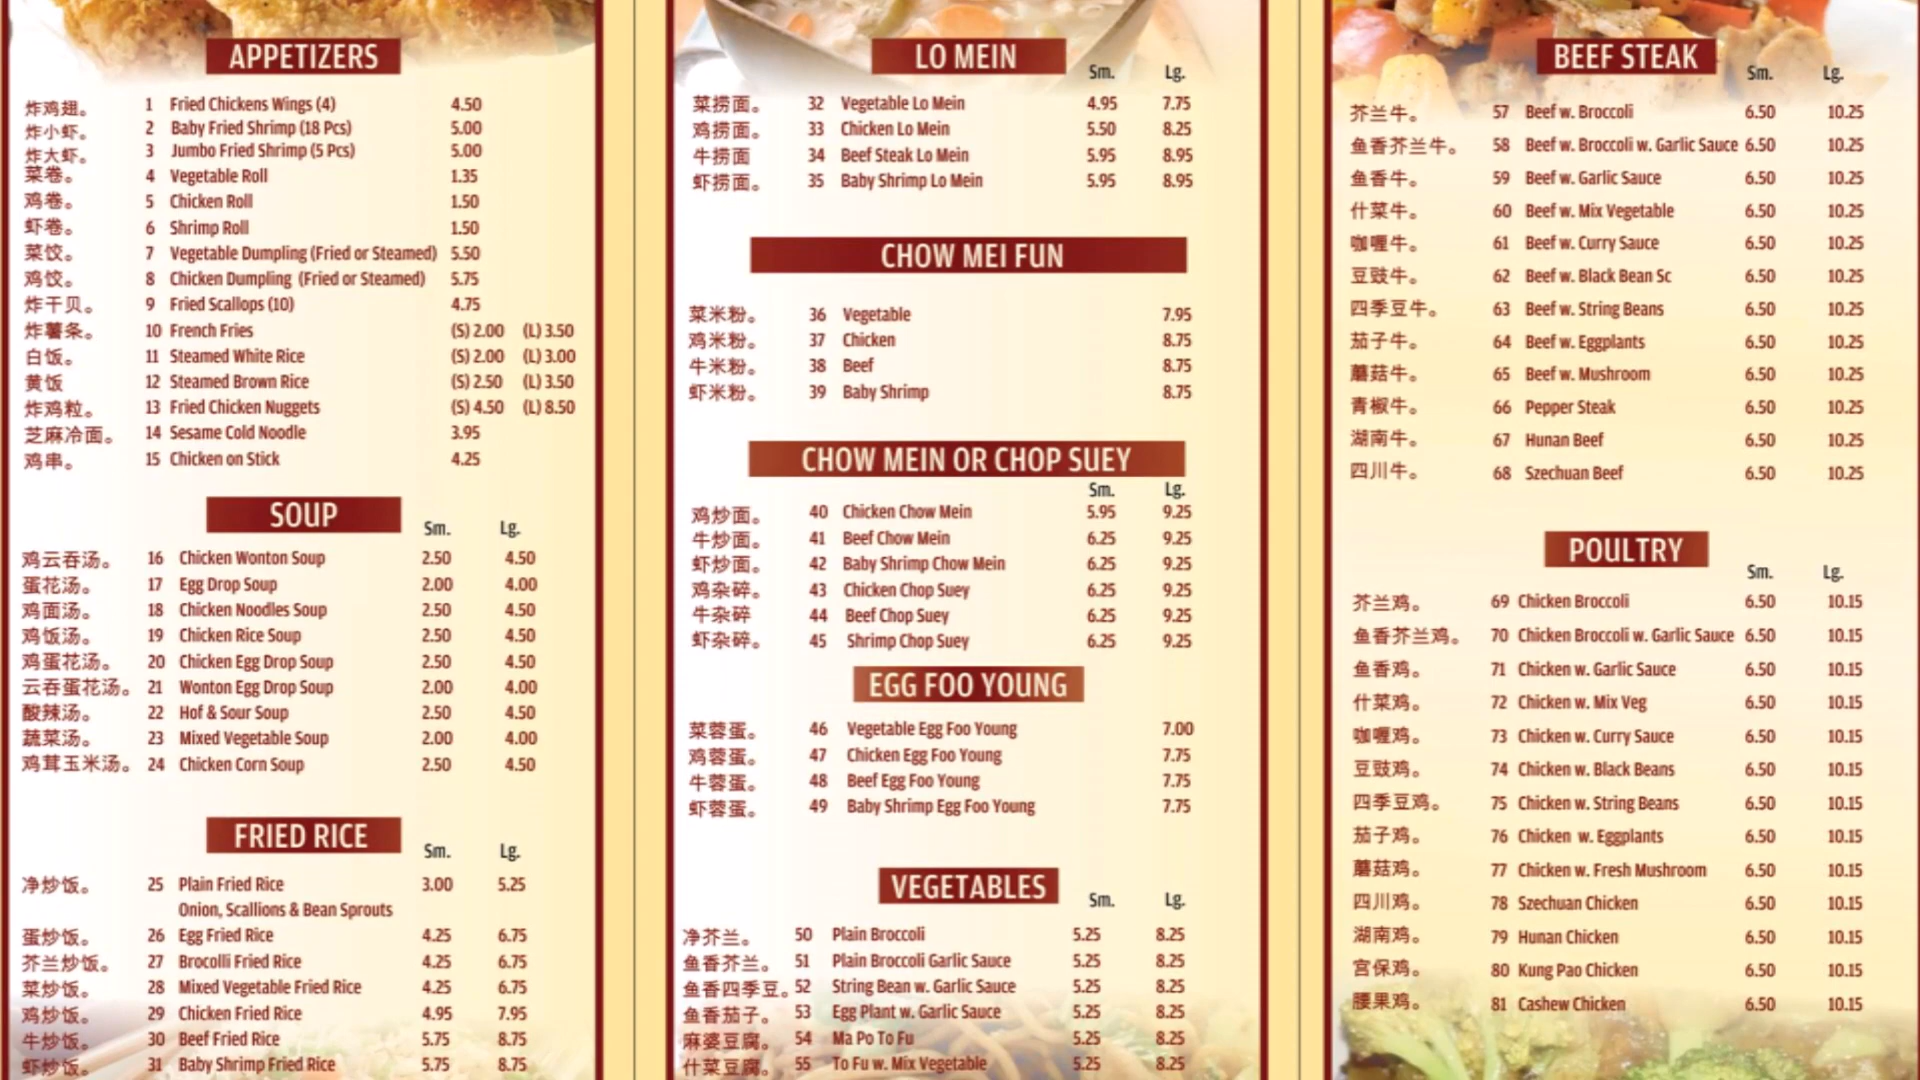 APPETIZERS
炸鸡翅。 1 Fried Chickens Wings (4) 4.50
炸小虾。 2 Baby Fried Shrimp (18 Pcs) 5.00
炸大虾。 3 Jumbo Fried Shrimp (5 Pcs) 5.00
菜卷。 4 Vegetable Roll 1.35
鸡卷。 5 Chicken Roll 1.50
虾卷。 6 Shrimp Roll 1.50
菜饺。 7 Vegetable Dumpling (Fried or Steamed) 5.50
鸡饺。 8 Chicken Dumpling (Fried or Steamed) 5.75
炸干贝。 9 Fried Scallops (10) 4.75
炸薯条。 10 French Fries (S) 2.00 (L) 3.50
白饭。 11 Steamed White Rice (S) 2.00 (L) 3.00
黄饭 12 Steamed Brown Rice (S) 2.50 (L) 3.50
炸鸡粒。 13 Fried Chicken Nuggets (S) 4.50 (L) 8.50
芝麻冷面。 14 Sesame Cold Noodle 3.95
鸡串。 15 Chicken on Stick 4.25
SOUP
Sm. Lg.
鸡云吞汤。 16 Chicken Wonton Soup 2.50 4.50
蛋花汤。 17 Egg Drop Soup 2.00 4.00
鸡面汤。 18 Chicken Noodles Soup 2.50 4.50
鸡饭汤。 19 Chicken Rice Soup 2.50 4.50
鸡蛋花汤。 20 Chicken Egg Drop Soup 2.50 4.50
云吞蛋花汤。 21 Wonton Egg Drop Soup 2.00 4.00
酸辣汤。 22 Hof & Sour Soup 2.50 4.50
蔬菜汤。 23 Mixed Vegetable Soup 2.00 4.00
鸡茸玉米汤。 24 Chicken Corn Soup 2.50 4.50
FRIED RICE
Sm. Lg.
净炒饭。 25 Plain Fried Rice 3.00 5.25
Onion, Scallions & Bean Sprouts
蛋炒饭。 26 Egg Fried Rice 4.25 6.75
芥兰炒饭。 27 Brocolli Fried Rice 4.25 6.75
菜炒饭。 28 Mixed Vegetable Fried Rice 4.25 6.75
鸡炒饭。 29 Chicken Fried Rice 4.95 7.95
牛炒饭。 30 Beef Fried Rice 5.75 8.75
虾炒饭。 31 Baby Shrimp Fried Rice 5.75 8.75
LO MEIN
Sm. Lg.
菜捞面。 32 Vegetable Lo Mein 4.95 7.75
鸡捞面。 33 Chicken Lo Mein 5.50 8.25
牛捞面 34 Beef Steak Lo Mein 5.95 8.95
虾捞面。 35 Baby Shrimp Lo Mein 5.95 8.95
CHOW MEI FUN
菜米粉。 36 Vegetable 7.95
鸡米粉。 37 Chicken 8.75
牛米粉。 38 Beef 8.75
虾米粉。 39 Baby Shrimp 8.75
CHOW MEIN OR CHOP SUEY
Sm. Lg.
鸡炒面。 40 Chicken Chow Mein 5.95 9.25
牛炒面。 41 Beef Chow Mein 6.25 9.25
虾炒面。 42 Baby Shrimp Chow Mein 6.25 9.25
鸡杂碎。 43 Chicken Chop Suey 6.25 9.25
牛杂碎 44 Beef Chop Suey 6.25 9.25
虾杂碎。 45 Shrimp Chop Suey 6.25 9.25
EGG FOO YOUNG
菜蓉蛋。 46 Vegetable Egg Foo Young 7.00
鸡蓉蛋。 47 Chicken Egg Foo Young 7.75
牛蓉蛋。 48 Beef Egg Foo Young 7.75
虾蓉蛋。 49 Baby Shrimp Egg Foo Young 7.75
VEGETABLES
Sm. Lg.
净芥兰。 50 Plain Broccoli 5.25 8.25
鱼香芥兰。 51 Plain Broccoli Garlic Sauce 5.25 8.25
鱼香四季豆。 52 String Bean w. Garlic Sauce 5.25 8.25
鱼香茄子。 53 Egg Plant w. Garlic Sauce 5.25 8.25
麻婆豆腐。 54 Ma Po To Fu 5.25 8.25
什菜豆腐。 55 To Fu w. Mix Vegetable 5.25 8.25
BEEF STEAK
Sm. Lg.
芥兰牛。 57 Beef w. Broccoli 6.50 10.25
鱼香芥兰牛。 58 Beef w. Broccoli w. Garlic Sauce 6.50 10.25
鱼香牛。 59 Beef w. Garlic Sauce 6.50 10.25
什菜牛。 60 Beef w. Mix Vegetable 6.50 10.25
咖喱牛。 61 Beef w. Curry Sauce 6.50 10.25
豆豉牛。 62 Beef w. Black Bean Sc 6.50 10.25
四季豆牛。 63 Beef w. String Beans 6.50 10.25
茄子牛。 64 Beef w. Eggplants 6.50 10.25
蘑菇牛。 65 Beef w. Mushroom 6.50 10.25
青椒牛。 66 Pepper Steak 6.50 10.25
湖南牛。 67 Hunan Beef 6.50 10.25
四川牛。 68 Szechuan Beef 6.50 10.25
POULTRY
Sm. Lg.
芥兰鸡。 69 Chicken Broccoli 6.50 10.15
鱼香芥兰鸡。 70 Chicken Broccoli w. Garlic Sauce 6.50 10.15
鱼香鸡。 71 Chicken w. Garlic Sauce 6.50 10.15
什菜鸡。 72 Chicken w. Mix Veg 6.50 10.15
咖喱鸡。 73 Chicken w. Curry Sauce 6.50 10.15
豆豉鸡。 74 Chicken w. Black Beans 6.50 10.15
四季豆鸡。 75 Chicken w. String Beans 6.50 10.15
茄子鸡。 76 Chicken w. Eggplants 6.50 10.15
蘑菇鸡。 77 Chicken w. Fresh Mushroom 6.50 10.15
四川鸡。 78 Szechuan Chicken 6.50 10.15
湖南鸡。 79 Hunan Chicken 6.50 10.15
宫保鸡。 80 Kung Pao Chicken 6.50 10.15
腰果鸡。 81 Cashew Chicken 6.50 10.15